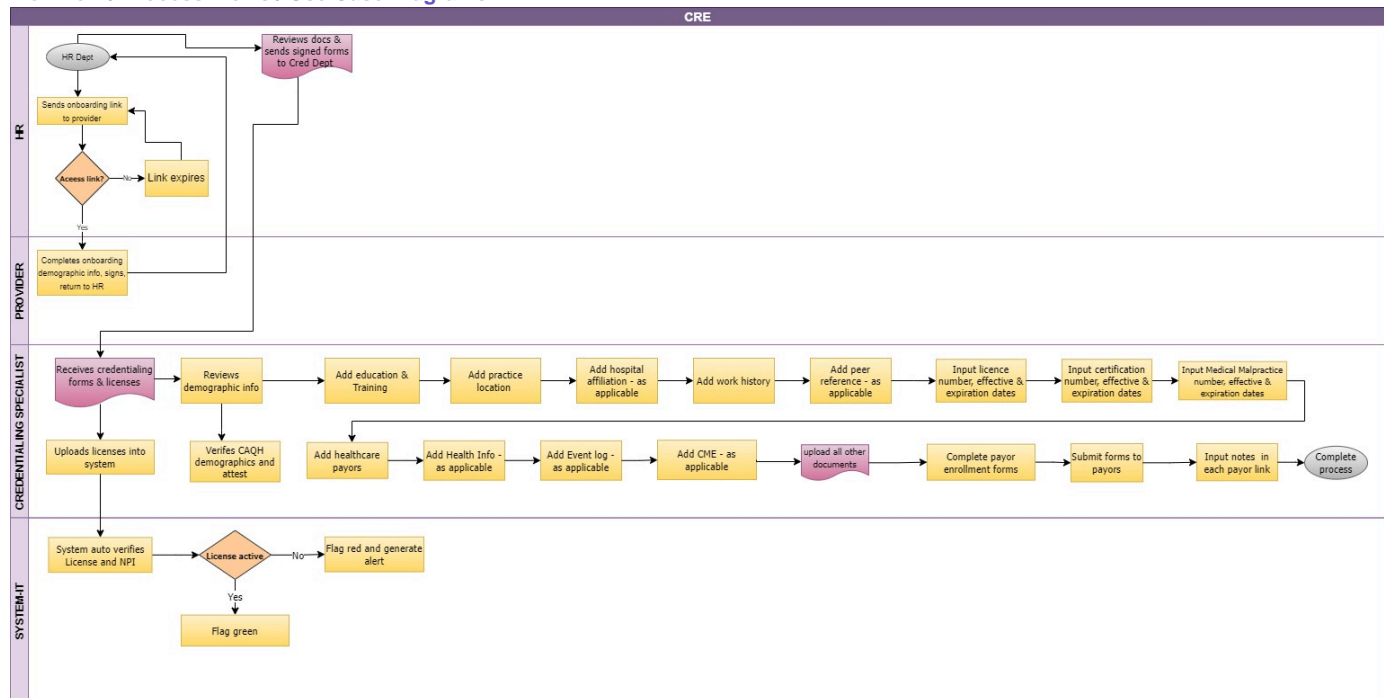 CRE
HR
HR Dept
Reviews docs &
sends signed forms
to Cred Dept
Sends onboarding link
to provider
Aceess link?
No
Link expires
Yes
PROVIDER
Completes onboarding
demographic info, signs,
return to HR
CREDENTIALING SPECIALIST
Receives credentialing
forms & licenses
Reviews
demographic info
Add education &
Training
Add practice
location
Add hospital
affiliation - as
applicable
Add work history
Add peer
reference - as
applicable
Input licence
number, effective &
expiration dates
Input certification
number, effective &
expiration dates
Input Medical Malpractice
number, effective &
expiration dates
Uploads licenses into
system
Verifes CAQH
demographics and
attest
Add healthcare
payors
Add Health Info -
as applicable
Add Event log -
as applicable
Add CME - as
applicable
upload all other
documents
Complete payor
enrollment forms
Submit forms to
payors
Input notes in
each payor link
Complete
process
SYSTEM-IT
System auto verifies
License and NPI
License active
No
Flag red and generate
alert
Yes
Flag green